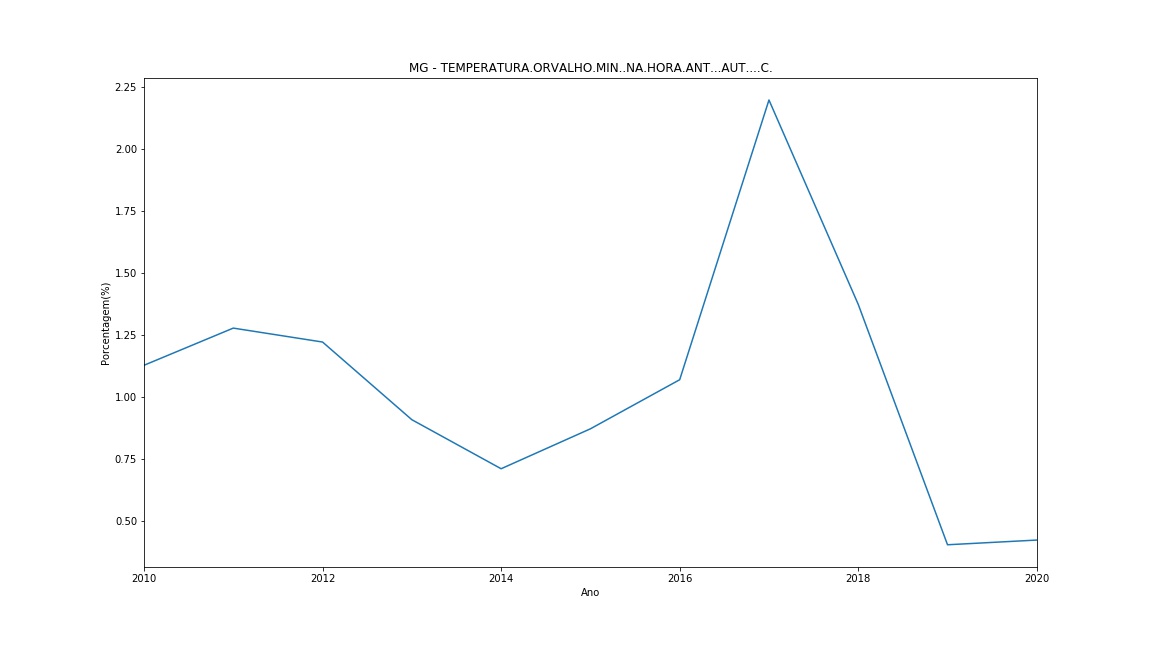 MG - TEMPERATURA.ORVALHO.MIN..NA.HORA.ANT...AUT....C.
2.25
2.00
1.75
1.50
1.25
1.00
0.75
0.50
Porcentagem(%)
2010 2012 2014 2016 2018 2020
Ano